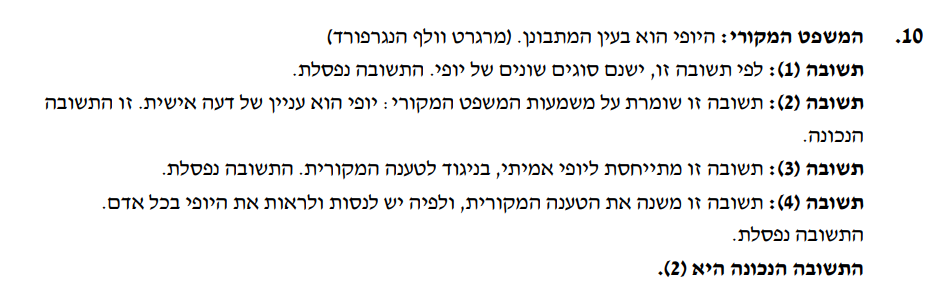 10. המשפט המקורי: היופי הוא בעין המתבונן. (מרגרט וולף הנגרפורד)
תשובה (1): לפי תשובה זו, ישנם סוגים שונים של יופי. התשובה נפסלת.
תשובה (2): תשובה זו שומרת על משמעות המשפט המקורי: יופי הוא עניין של דעה אישית. זו התשובה
הנכונה.
תשובה (3): תשובה זו מתייחסת ליופי אמיתי, בניגוד לטענה המקורית. התשובה נפסלת.
תשובה (4): תשובה זו משנה את הטענה המקורית, ולפיה יש לנסות ולראות את היופי בכל אדם.
התשובה נפסלת.
התשובה הנכונה היא (2).